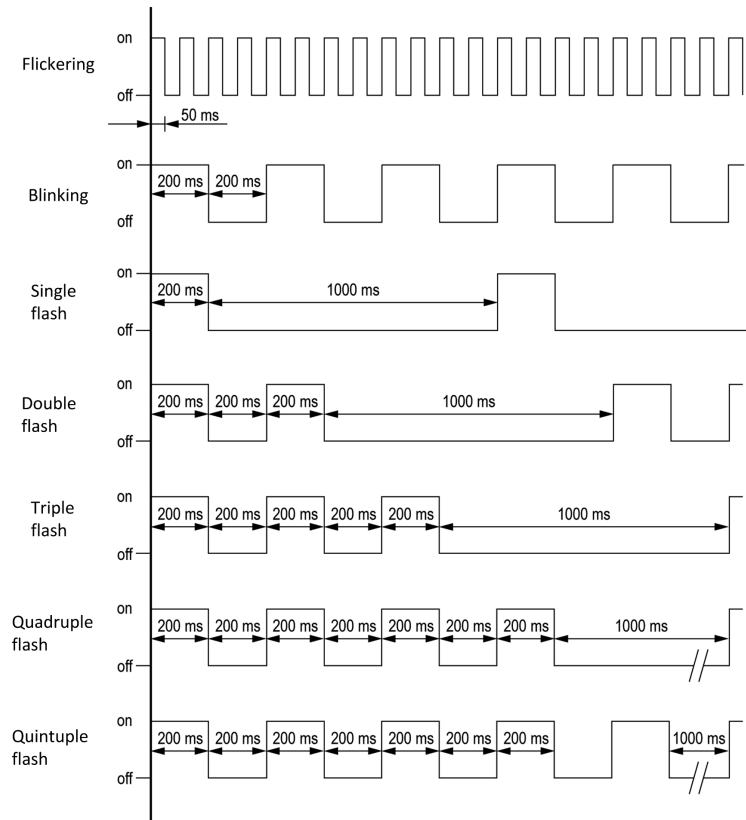 on
Flickering
off
50 ms
on
200 ms 200 ms
Blinking
off
on
Single
flash
200 ms 1000 ms
off
on
Double
flash
200 ms 200 ms 200 ms 1000 ms
off
on
Triple
flash
200 ms 200 ms 200 ms 200 ms 200 ms 1000 ms
off
on
Quadruple
flash
200 ms 200 ms 200 ms 200 ms 200 ms 200 ms 200 ms 1000 ms
off
on
Quintuple
flash
200 ms 200 ms 200 ms 200 ms 200 ms 200 ms 200 ms 1000 ms
off